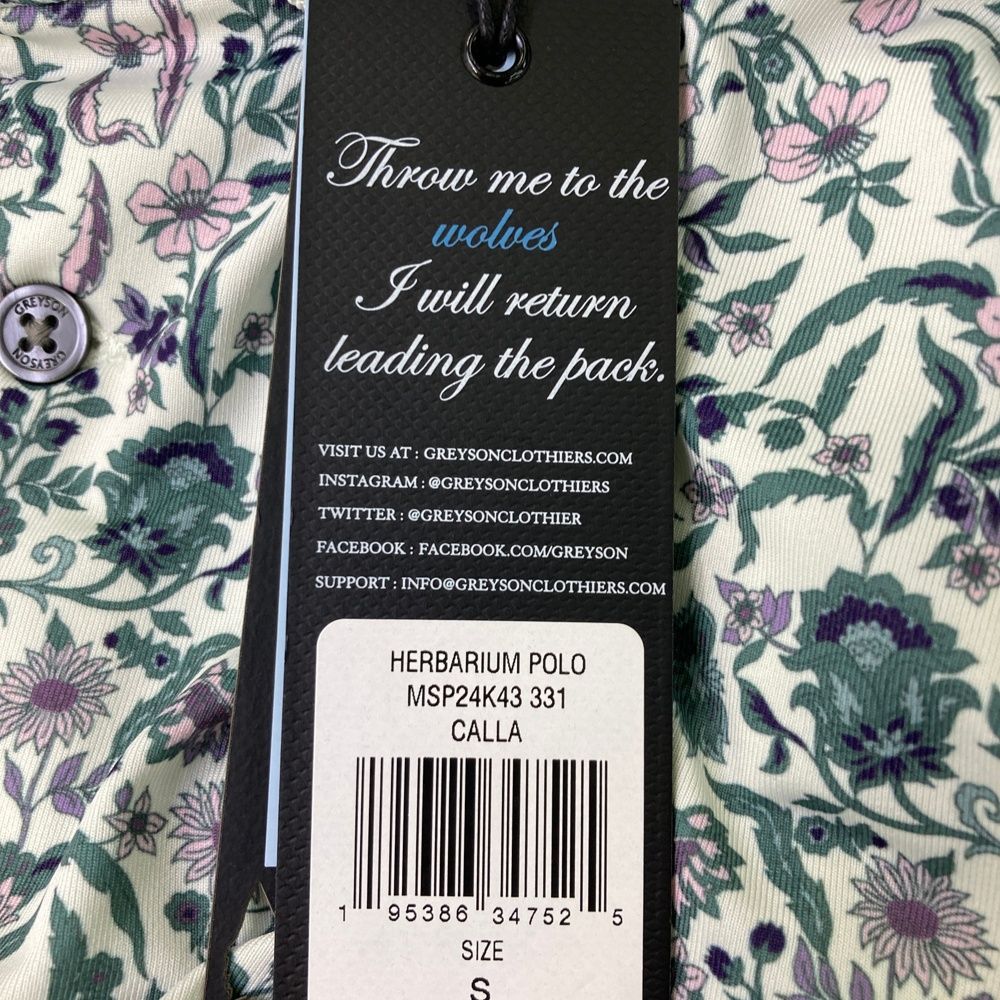 GREYSON
GREYSON
Throw me to the
wolves
I will return
leading the pack.
VISIT US AT : GREYSONCLOTHIERS.COM
INSTAGRAM : @GREYSONCLOTHIERS
TWITTER : @GREYSONCLOTHIER
FACEBOOK : FACEBOOK.COM/GREYSON
SUPPORT : INFO@GREYSONCLOTHIERS.COM
HERBARIUM POLO
MSP24K43 331
CALLA
1 95386 34752 5
SIZE
S